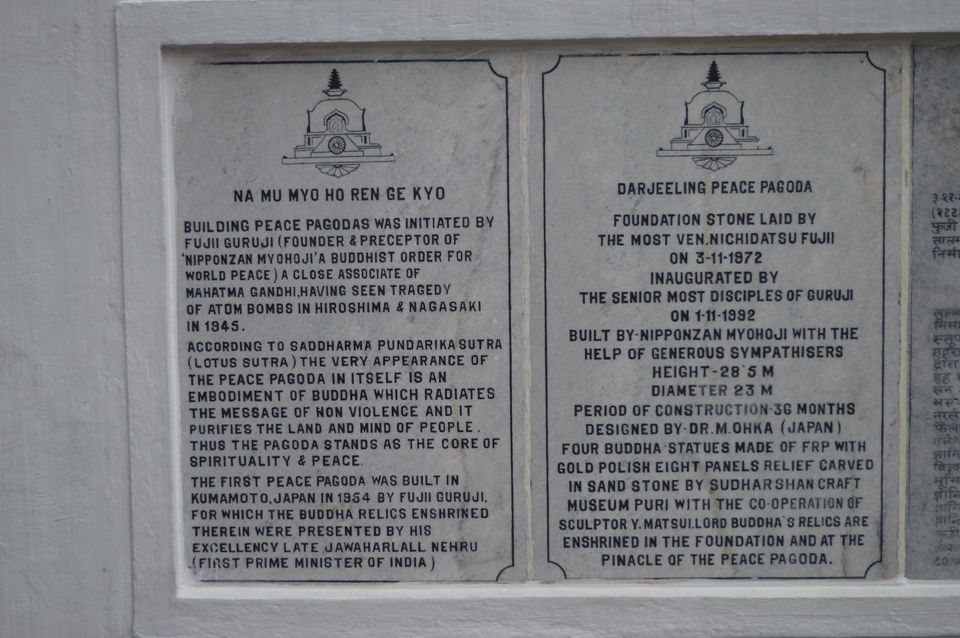 NA MU MYO HO REN GE KYO
BUILDING PEACE PAGODAS WAS INITIATED BY
FUJII GURUJI (FOUNDER & PRECEPTOR OF
'NIPPONZAN MYOHOJI' A BUDDHIST ORDER FOR
WORLD PEACE) A CLOSE ASSOCIATE OF
MAHATMA GANDHI, HAVING SEEN TRAGEDY
OF ATOM BOMBS IN HIROSHIMA & NAGASAKI
IN 1945.
ACCORDING TO SADDHARMA PUNDARIKA SUTRA
(LOTUS SUTRA) THE VERY APPEARANCE OF
THE PEACE PAGODA IN ITSELF IS AN
EMBODIMENT OF BUDDHA WHICH RADIATES
THE MESSAGE OF NON VIOLENCE AND IT
PURIFIES THE LAND AND MIND OF PEOPLE.
THUS THE PAGODA STANDS AS THE CORE OF
SPIRITUALITY & PEACE.
THE FIRST PEACE PAGODA WAS BUILT IN
KUMAMOTO, JAPAN IN 1954 BY FUJII GURUJI,
FOR WHICH THE BUDDHA RELICS ENSHRINED
THEREIN WERE PRESENTED BY HIS
EXCELLENCY LATE JAWAHARLALL NEHRU
(FIRST PRIME MINISTER OF INDIA)
DARJEELING PEACE PAGODA
FOUNDATION STONE LAID BY
THE MOST VEN. NICHIDATSU FUJII
ON 3-11-1972
INAUGURATED BY
THE SENIOR MOST DISCIPLES OF GURUJI
ON 1-11-1992
BUILT BY-NIPPONZAN MYOHOJI WITH THE
HELP OF GENEROUS SYMPATHISERS
HEIGHT-28·5 M
DIAMETER 23 M
PERIOD OF CONSTRUCTION-36 MONTHS
DESIGNED BY-DR.M.OHKA (JAPAN)
FOUR BUDDHA STATUES MADE OF FRP WITH
GOLD POLISH EIGHT PANELS RELIEF CARVED
IN SAND STONE BY SUDHARSHAN CRAFT
MUSEUM PURI WITH THE CO-OPERATION OF
SCULPTOR Y. MATSUI. LORD BUDDHA'S RELICS ARE
ENSHRINED IN THE FOUNDATION AND AT THE
PINACLE OF THE PEACE PAGODA.